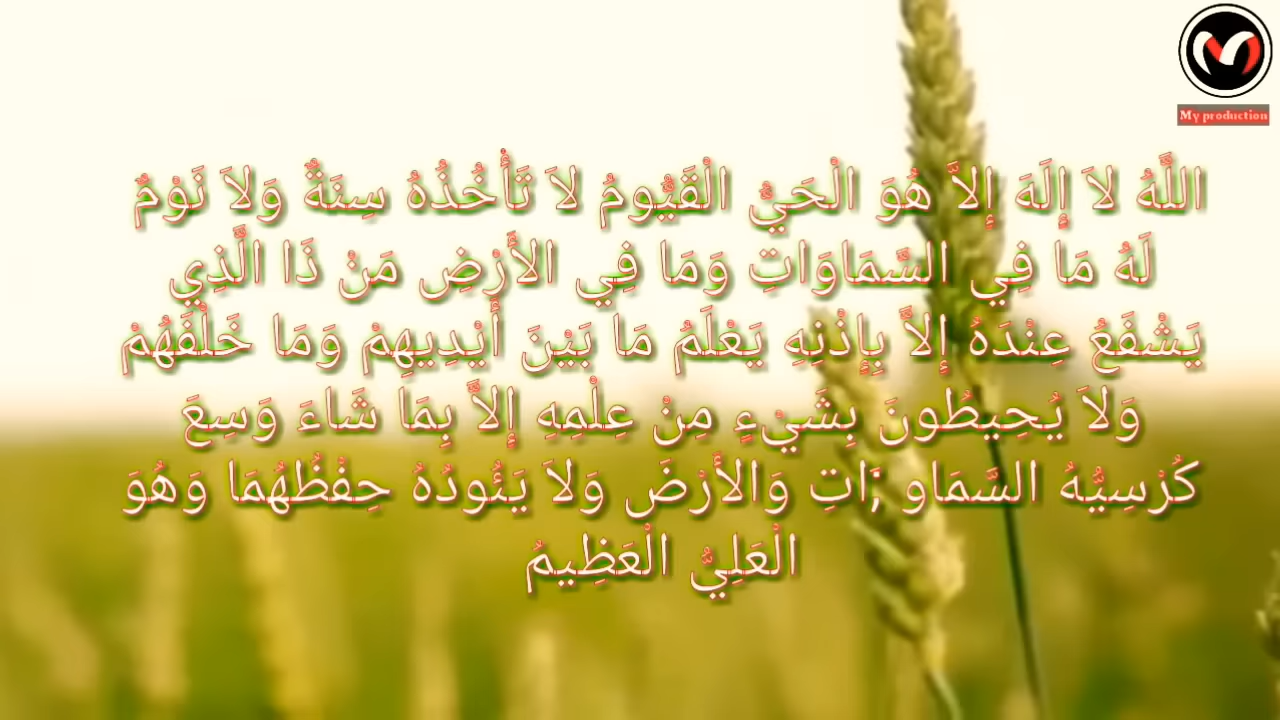 My production
اللَّهُ لاَ إِلَهَ إِلاَّ هُوَ الْحَيُّ الْقَيُّومُ لاَ تَأْخُذُهُ سِنَةٌ وَلاَ نَوْمٌ
لَهُ مَا فِي السَّمَاوَاتِ وَمَا فِي الأَرْضِ مَنْ ذَا الَّذِي
يَشْفَعُ عِنْدَهُ إِلاَّ بِإِذْنِهِ يَعْلَمُ مَا بَيْنَ أَيْدِيهِمْ وَمَا خَلْفَهُمْ
وَلاَ يُحِيطُونَ بِشَيْءٍ مِنْ عِلْمِهِ إِلاَّ بِمَا شَاءَ وَسِعَ
كُرْسِيُّهُ السَّمَاو ;َاتِ وَالأَرْضَ وَلاَ يَئُودُهُ حِفْظُهُمَا وَهُوَ
الْعَلِيُّ الْعَظِيمُ